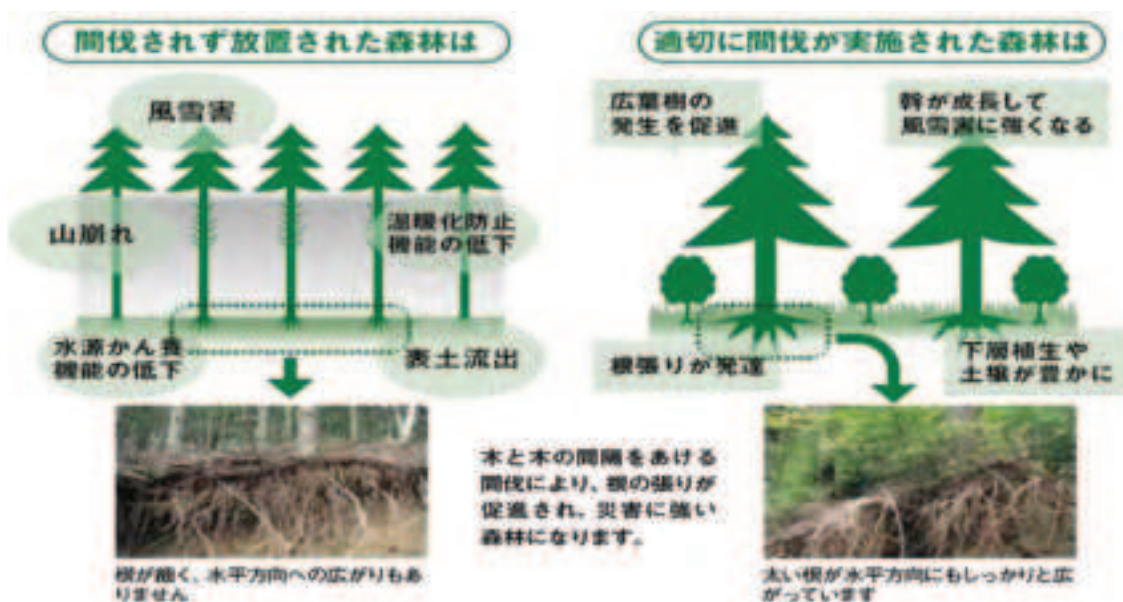 間伐されず放置された森林は
風雪害
山崩れ
温暖化防止
機能の低下
水源かん養
機能の低下
表土流出
根が細く、水平方向への広がりもあ
りません
適切に間伐が実施された森林は
広葉樹の
発生を促進
幹が成長して
風雪害に強くなる
根張りが発達
下層植生や
土壌が豊かに
木と木の間隔をあける
間伐により、根の張りが
促進され、災害に強い
森林になります。
太い根が水平方向にもしっかりと広
がっています